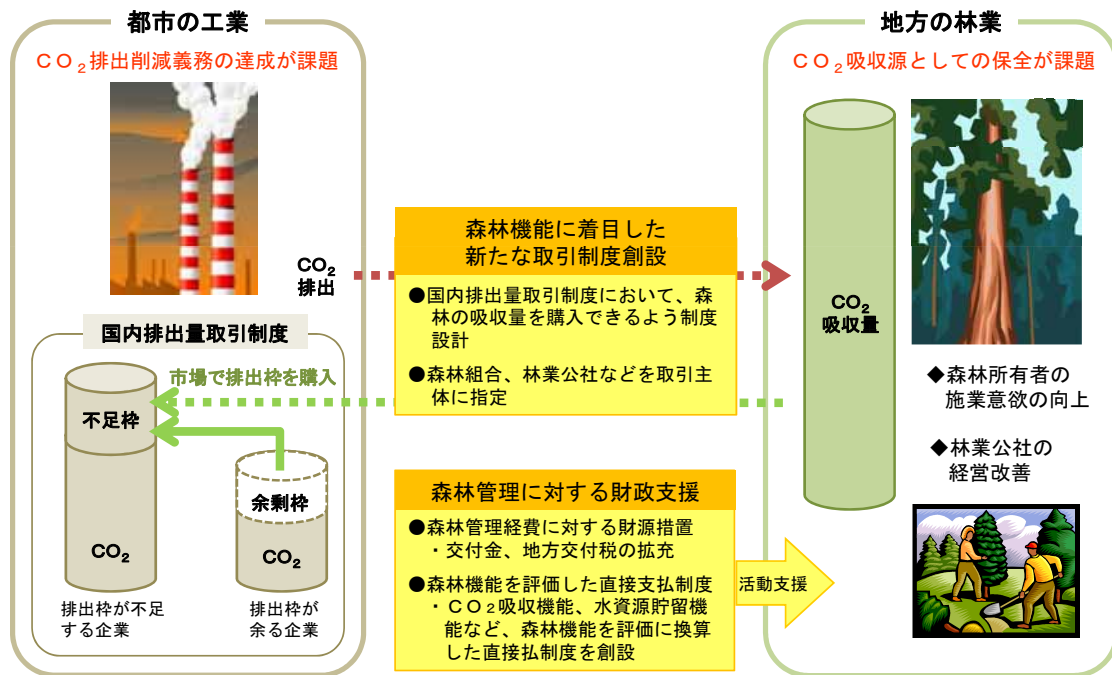 都市の工業
CO₂排出削減義務の達成が課題
CO₂
排出
国内排出量取引制度
市場で排出枠を購入
不足枠
CO₂
余剰枠
CO₂
排出枠が不足
する企業
排出枠が
余る企業
森林機能に着目した
新たな取引制度創設
●国内排出量取引制度において、森
林の吸収量を購入できるよう制度
設計
●森林組合、林業公社などを取引主
体に指定
森林管理に対する財政支援
●森林管理経費に対する財源措置
・交付金、地方交付税の拡充
●森林機能を評価した直接支払制度
・CO₂吸収機能、水資源貯留機
能など、森林機能を評価に換算
した直接払制度を創設
活動支援
地方の林業
CO₂吸収源としての保全が課題
CO₂
吸収量
◆森林所有者の
施業意欲の向上
◆林業公社の
経営改善